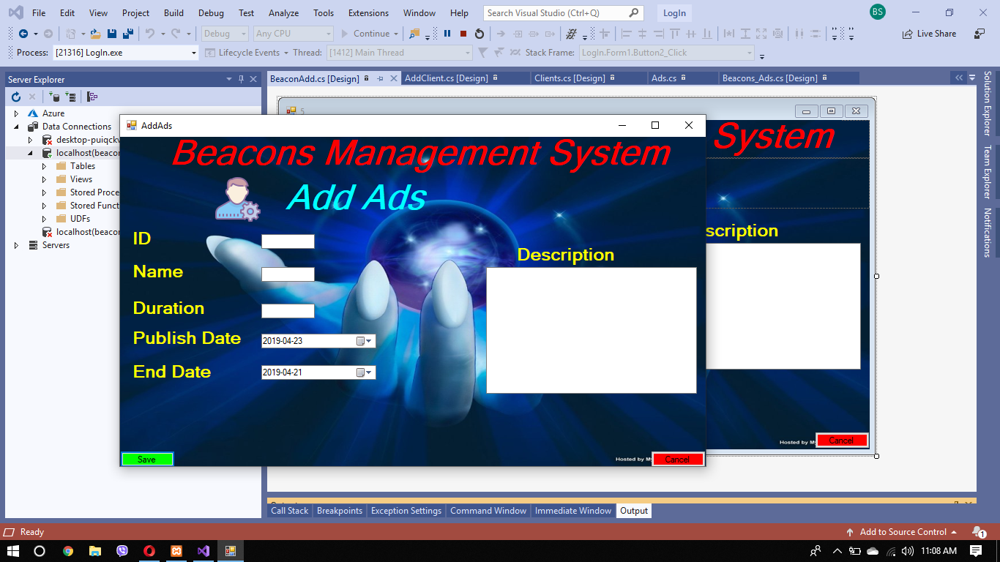 File Edit View Project Build Debug Test Analyze Tools Extensions Window Help Search Visual Studio (Ctrl+Q) LogIn BS
Debug Any CPU Continue Live Share
Process: [21316] LogIn.exe Lifecycle Events Thread: [1412] Main Thread Stack Frame: LogIn.Form1.Button2_Click
Server Explorer
BeaconAdd.cs [Design] AddClient.cs [Design] Clients.cs [Design] Ads.cs Beacons_Ads.cs [Design]
Solution Explorer
Team Explorer
Notifications
Azure
Data Connections
desktop-puiqckv
localhost(beacon
Tables
Views
Stored Proce
Stored Funct
UDFs
localhost(beacon
Servers
5
System
scription
Hosted by My
Cancel
AddAds
Beacons Management System
Add Ads
ID
Name
Duration
Publish Date 2019-04-23
End Date 2019-04-21
Description
Save
Hosted by My
Cancel
Call Stack Breakpoints Exception Settings Command Window Immediate Window Output
Ready Add to Source Control 1
11:08 AM